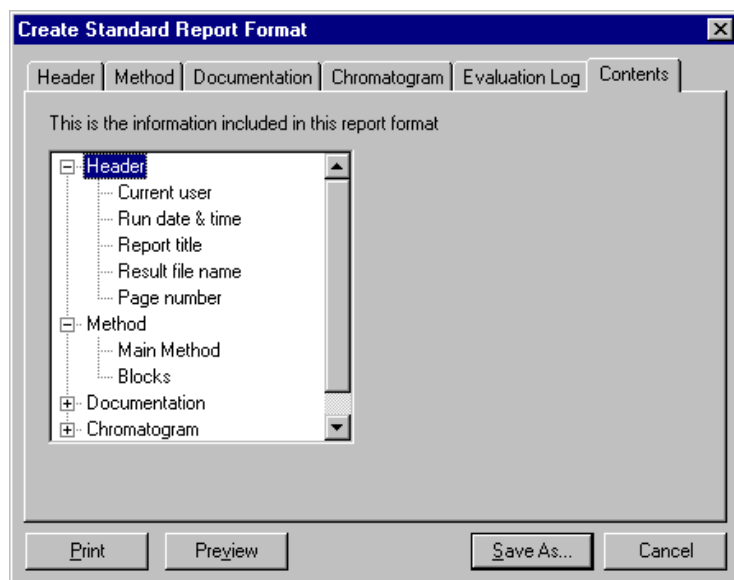 Create Standard Report Format
Header Method Documentation Chromatogram Evaluation Log Contents
This is the information included in this report format
Header
Current user
Run date & time
Report title
Result file name
Page number
Method
Main Method
Blocks
Documentation
Chromatogram
Print Preview Save As... Cancel